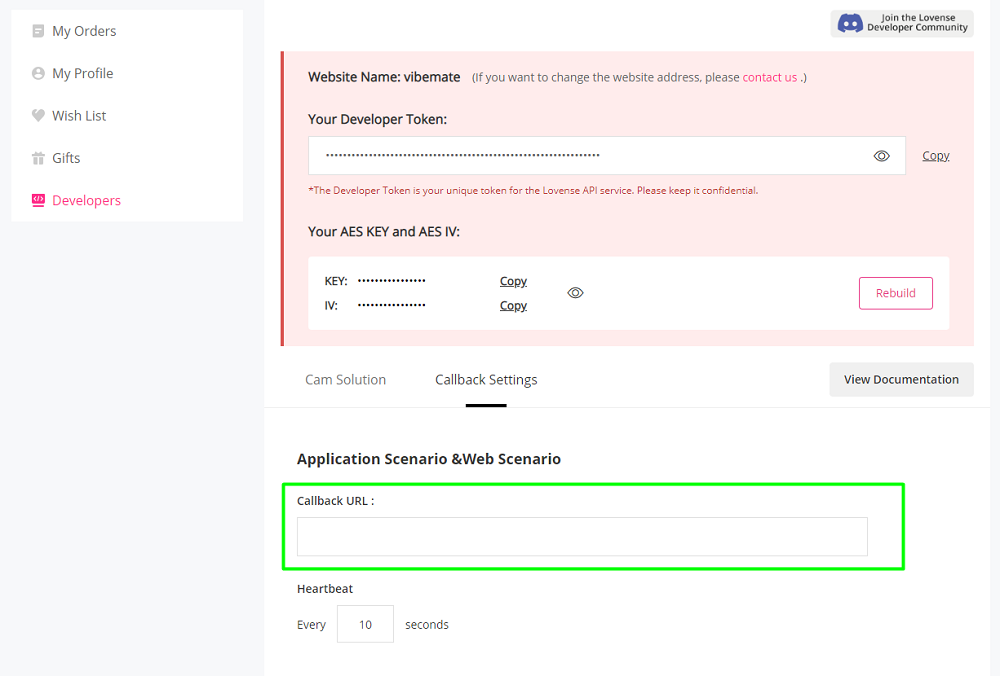 My Orders
My Profile
Wish List
Gifts
Developers
Join the Lovense
Developer Community
Website Name: vibemate (If you want to change the website address, please contact us .)
Your Developer Token:
•••••••••••••••••••••••••••••••••••••••••••••••••••••••••••••••• Copy
*The Developer Token is your unique token for the Lovense API service. Please keep it confidential.
Your AES KEY and AES IV:
KEY: •••••••••••••••• Copy
IV: •••••••••••••••• Copy
Rebuild
Cam Solution Callback Settings View Documentation
Application Scenario &Web Scenario
Callback URL :
Heartbeat
Every 10 seconds